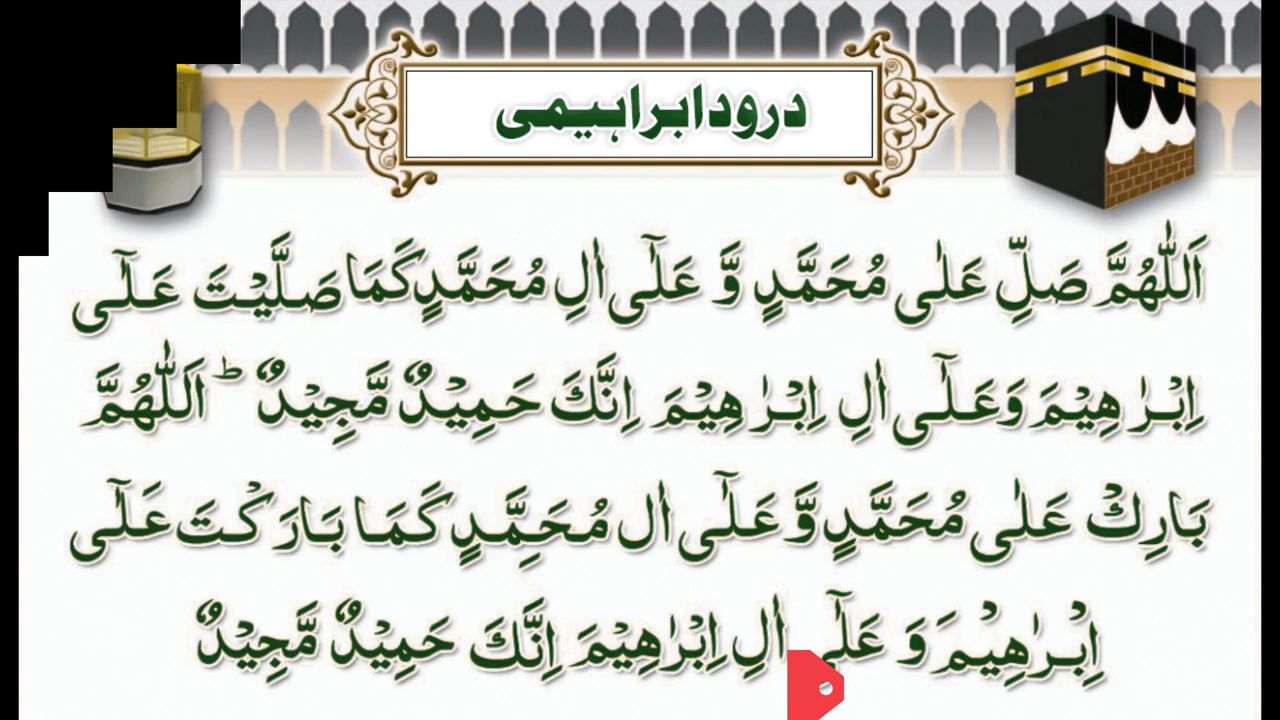 درود ابراہیمی
اَللّٰهُمَّ صَلِّ عَلٰى مُحَمَّدٍ وَّ عَلٰٓى اٰلِ مُحَمَّدٍ كَمَا صَلَّيْتَ عَلٰٓى
اِبْرٰهِيْمَ وَعَلٰٓى اٰلِ اِبْرٰهِيْمَ اِنَّكَ حَمِيْدٌ مَّجِيْدٌ ؕ اَللّٰهُمَّ
بَارِكْ عَلٰى مُحَمَّدٍ وَّ عَلٰٓى اٰل مُحَمَّدٍ كَمَا بَارَكْتَ عَلٰٓى
اِبْرٰهِيْمَ وَ عَلٰٓى اٰلِ اِبْرٰهِيْمَ اِنَّكَ حَمِيْدٌ مَّجِيْدٌ